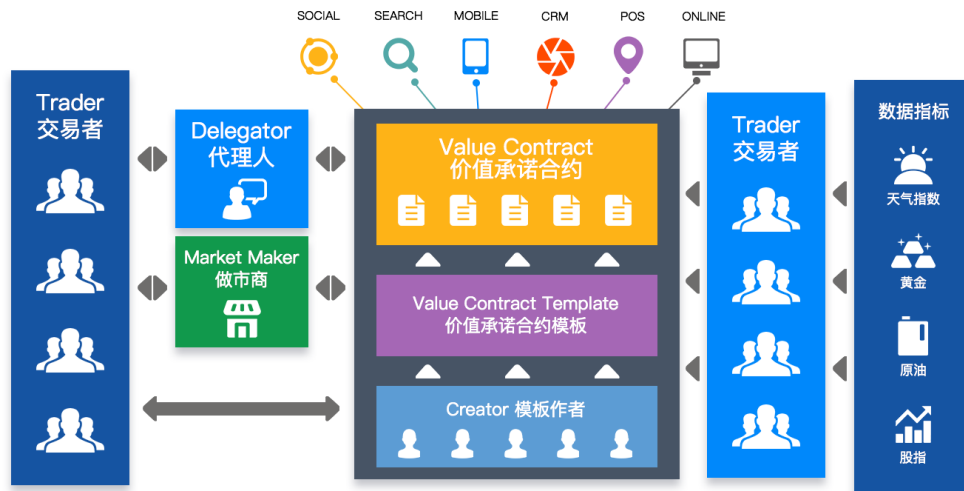 SOCIAL
SEARCH
MOBILE
CRM
POS
ONLINE
Trader
交易者
Delegator
代理人
Market Maker
做市商
Value Contract
价值承诺合约
Value Contract Template
价值承诺合约模板
Creator 模板作者
Trader
交易者
数据指标
天气指数
黄金
原油
股指